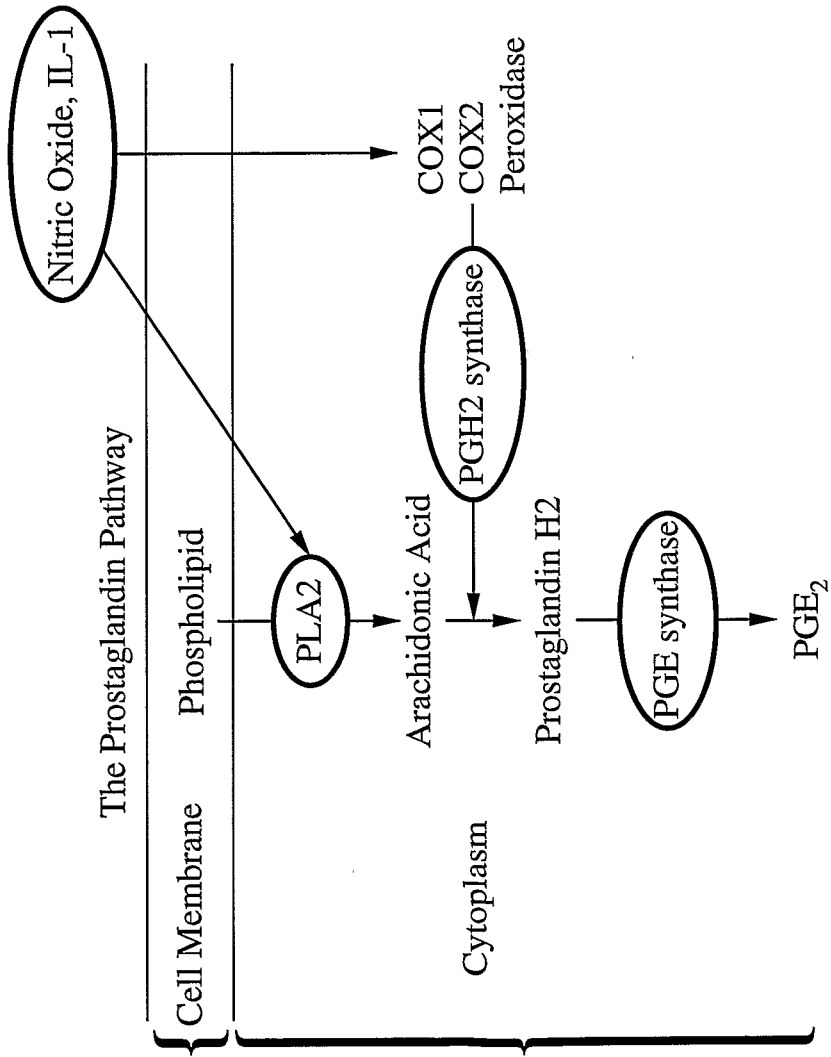 The Prostaglandin Pathway
Nitric Oxide, IL-1
Cell Membrane
Phospholipid
PLA2
Arachidonic Acid
COX1
COX2
Peroxidase
PGH2 synthase
Cytoplasm
Prostaglandin H2
PGE synthase
PGE₂